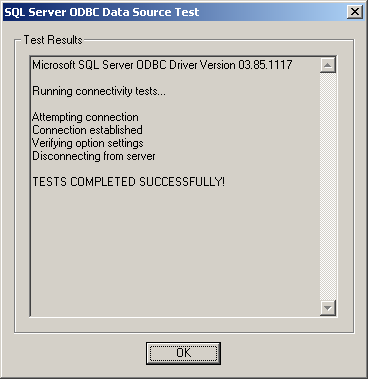 SQL Server ODBC Data Source Test
Test Results
Microsoft SQL Server ODBC Driver Version 03.85.1117
Running connectivity tests...
Attempting connection
Connection established
Verifying option settings
Disconnecting from server
TESTS COMPLETED SUCCESSFULLY!
OK